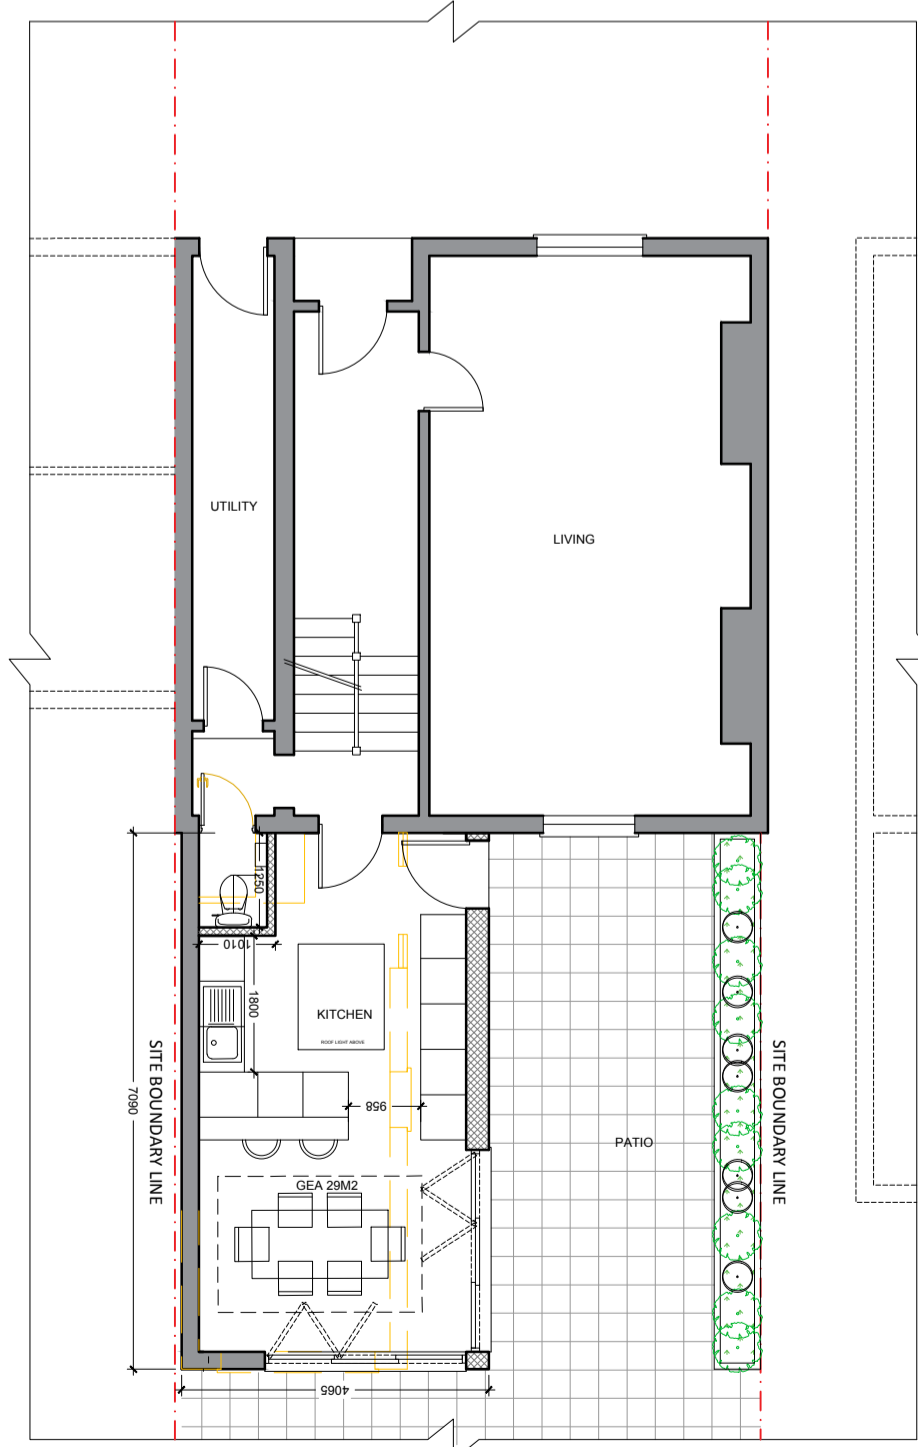 UTILITY
LIVING
1250
1010
1800
KITCHEN
ROOF LIGHT ABOVE
SITE BOUNDARY LINE
SITE BOUNDARY LINE
7090
958
PATIO
GEA 29M2
4065